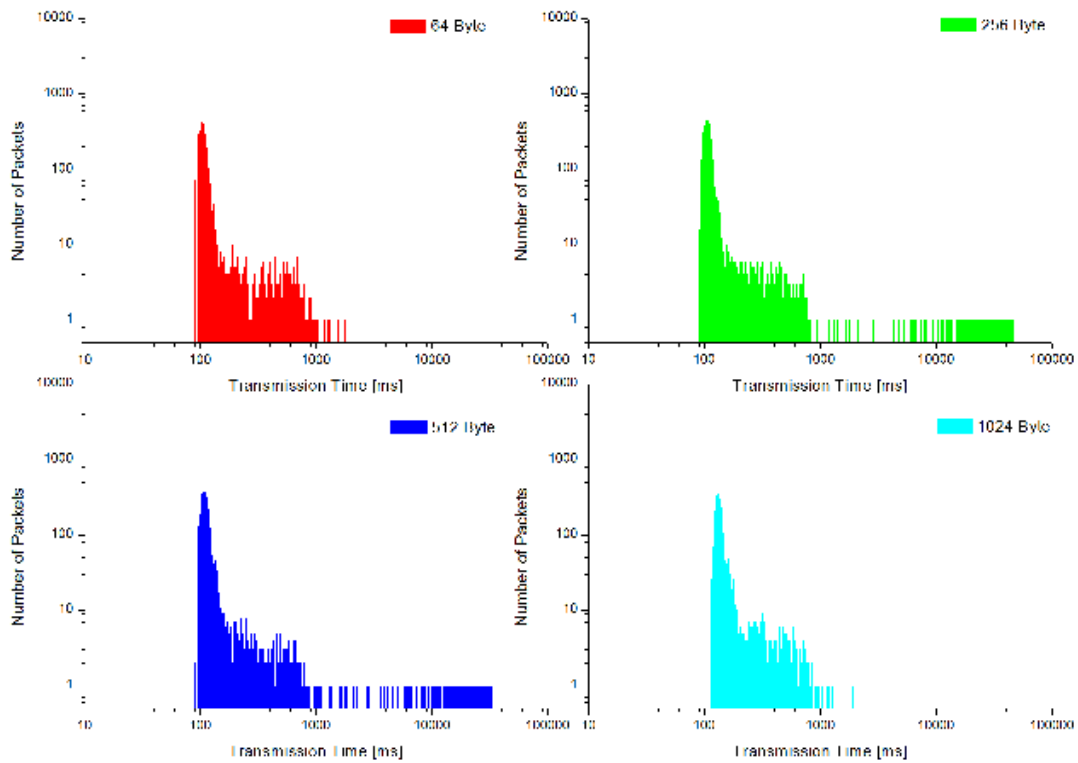 10000
64 Byte
1000
Number of Packets
100
10
1
10 100 1000 10000 100000
Transmission Time [ms]
10000
256 Byte
1000
Number of Packets
100
10
1
10 100 1000 10000 100000
Transmission Time [ms]
10000
512 Byte
1000
Number of Packets
100
10
1
10 100 1000 10000 100000
Transmission Time [ms]
10000
1024 Byte
1000
Number of Packets
100
10
1
10 100 1000 10000 100000
Transmission Time [ms]